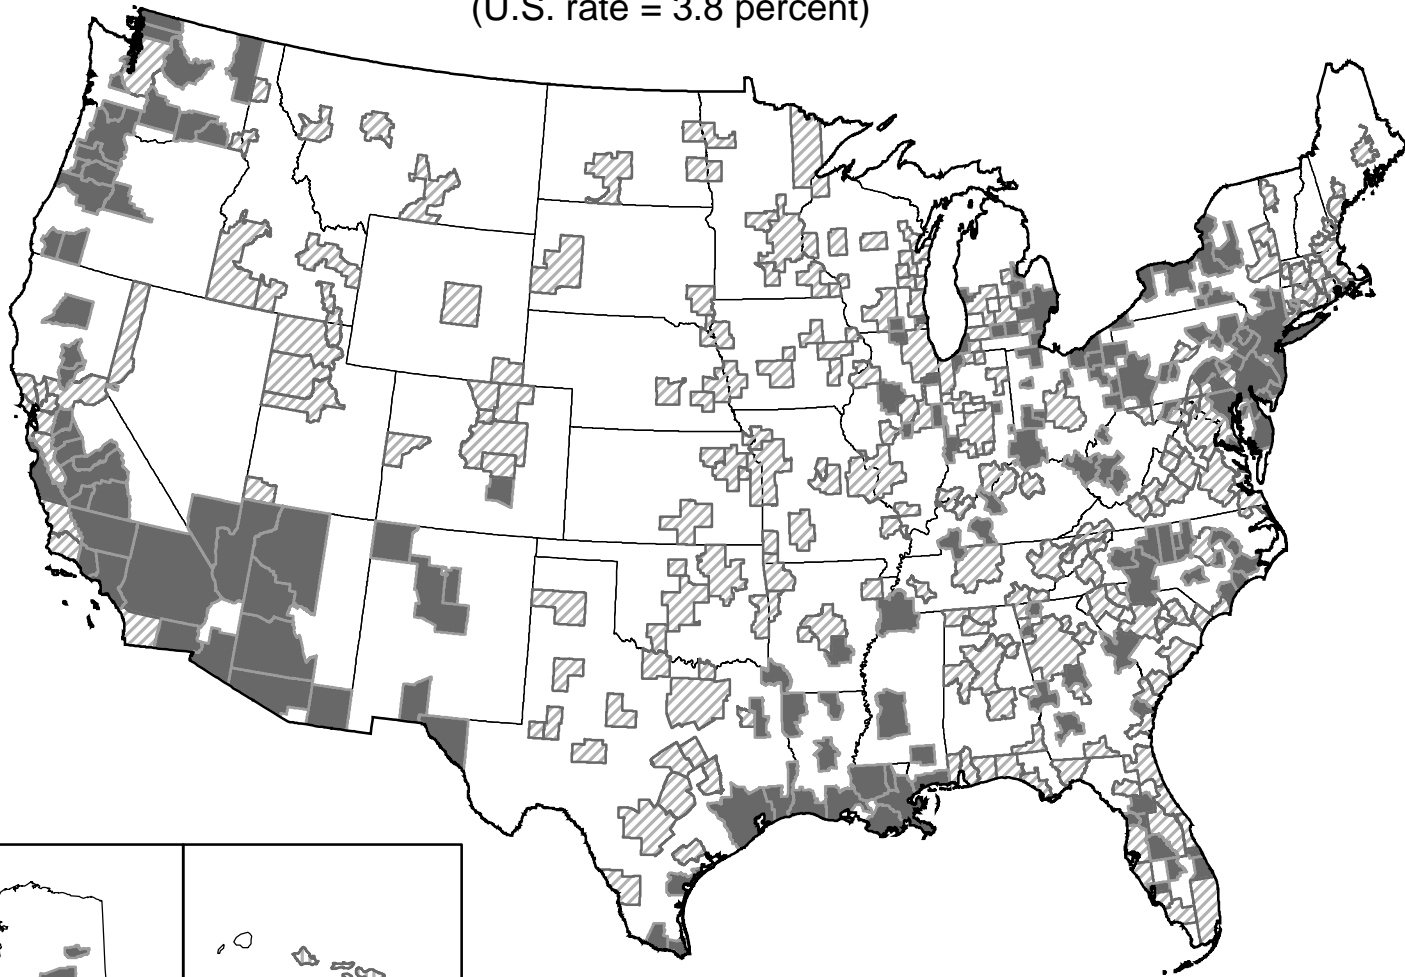 (U.S. rate = 3.8 percent)